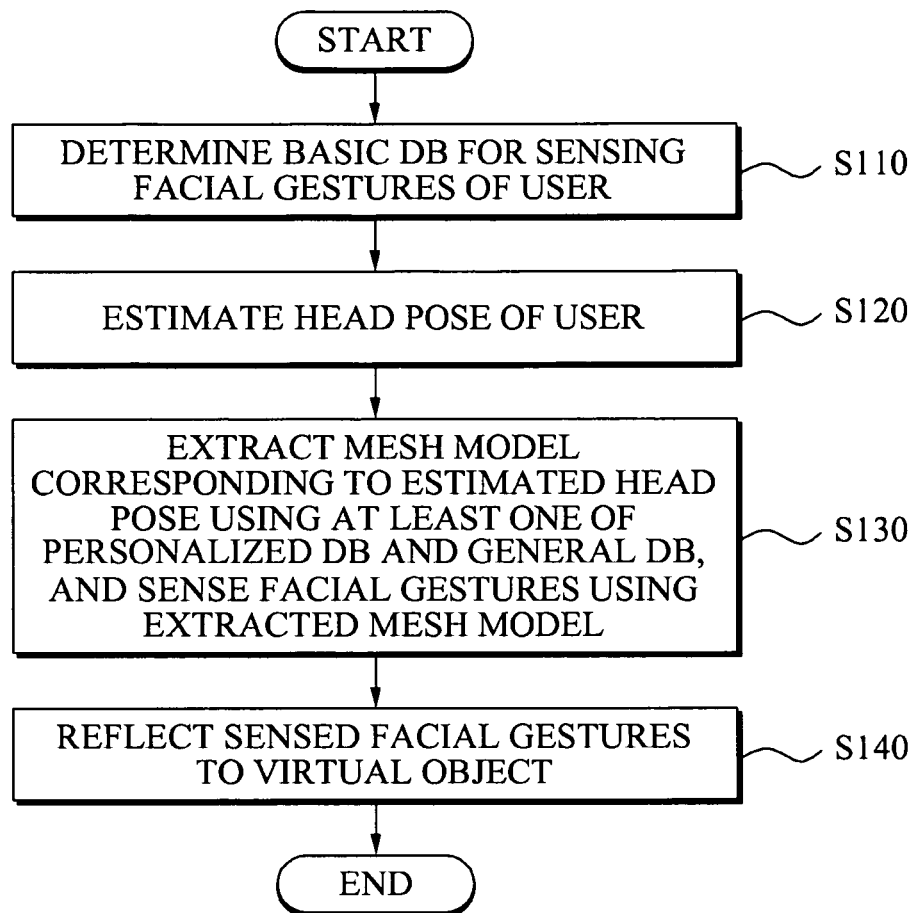 START
DETERMINE BASIC DB FOR SENSING
FACIAL GESTURES OF USER
S110
ESTIMATE HEAD POSE OF USER
S120
EXTRACT MESH MODEL
CORRESPONDING TO ESTIMATED HEAD
POSE USING AT LEAST ONE OF
PERSONALIZED DB AND GENERAL DB,
AND SENSE FACIAL GESTURES USING
EXTRACTED MESH MODEL
S130
REFLECT SENSED FACIAL GESTURES
TO VIRTUAL OBJECT
S140
END